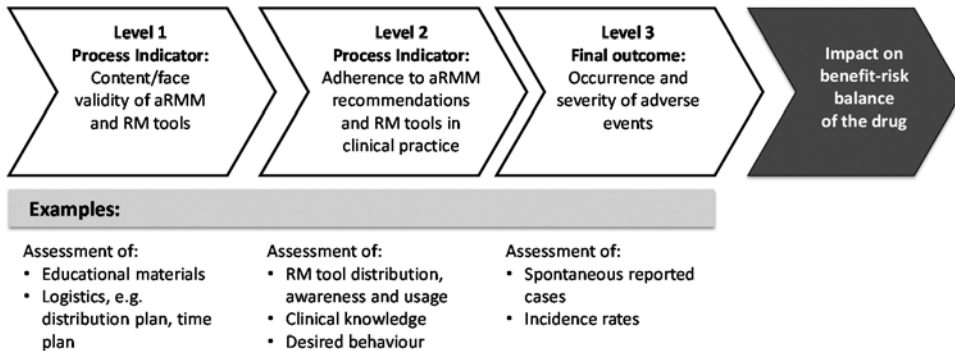 Level 1
Process Indicator:
Content/face
validity of aRMM
and RM tools
Level 2
Process Indicator:
Adherence to aRMM
recommendations
and RM tools in
clinical practice
Level 3
Final outcome:
Occurrence and
severity of adverse
events
Impact on
benefit-risk
balance
of the drug
Examples:
Assessment of:
• Educational materials
• Logistics, e.g.
distribution plan, time
plan
Assessment of:
• RM tool distribution,
awareness and usage
• Clinical knowledge
• Desired behaviour
Assessment of:
• Spontaneous reported
cases
• Incidence rates